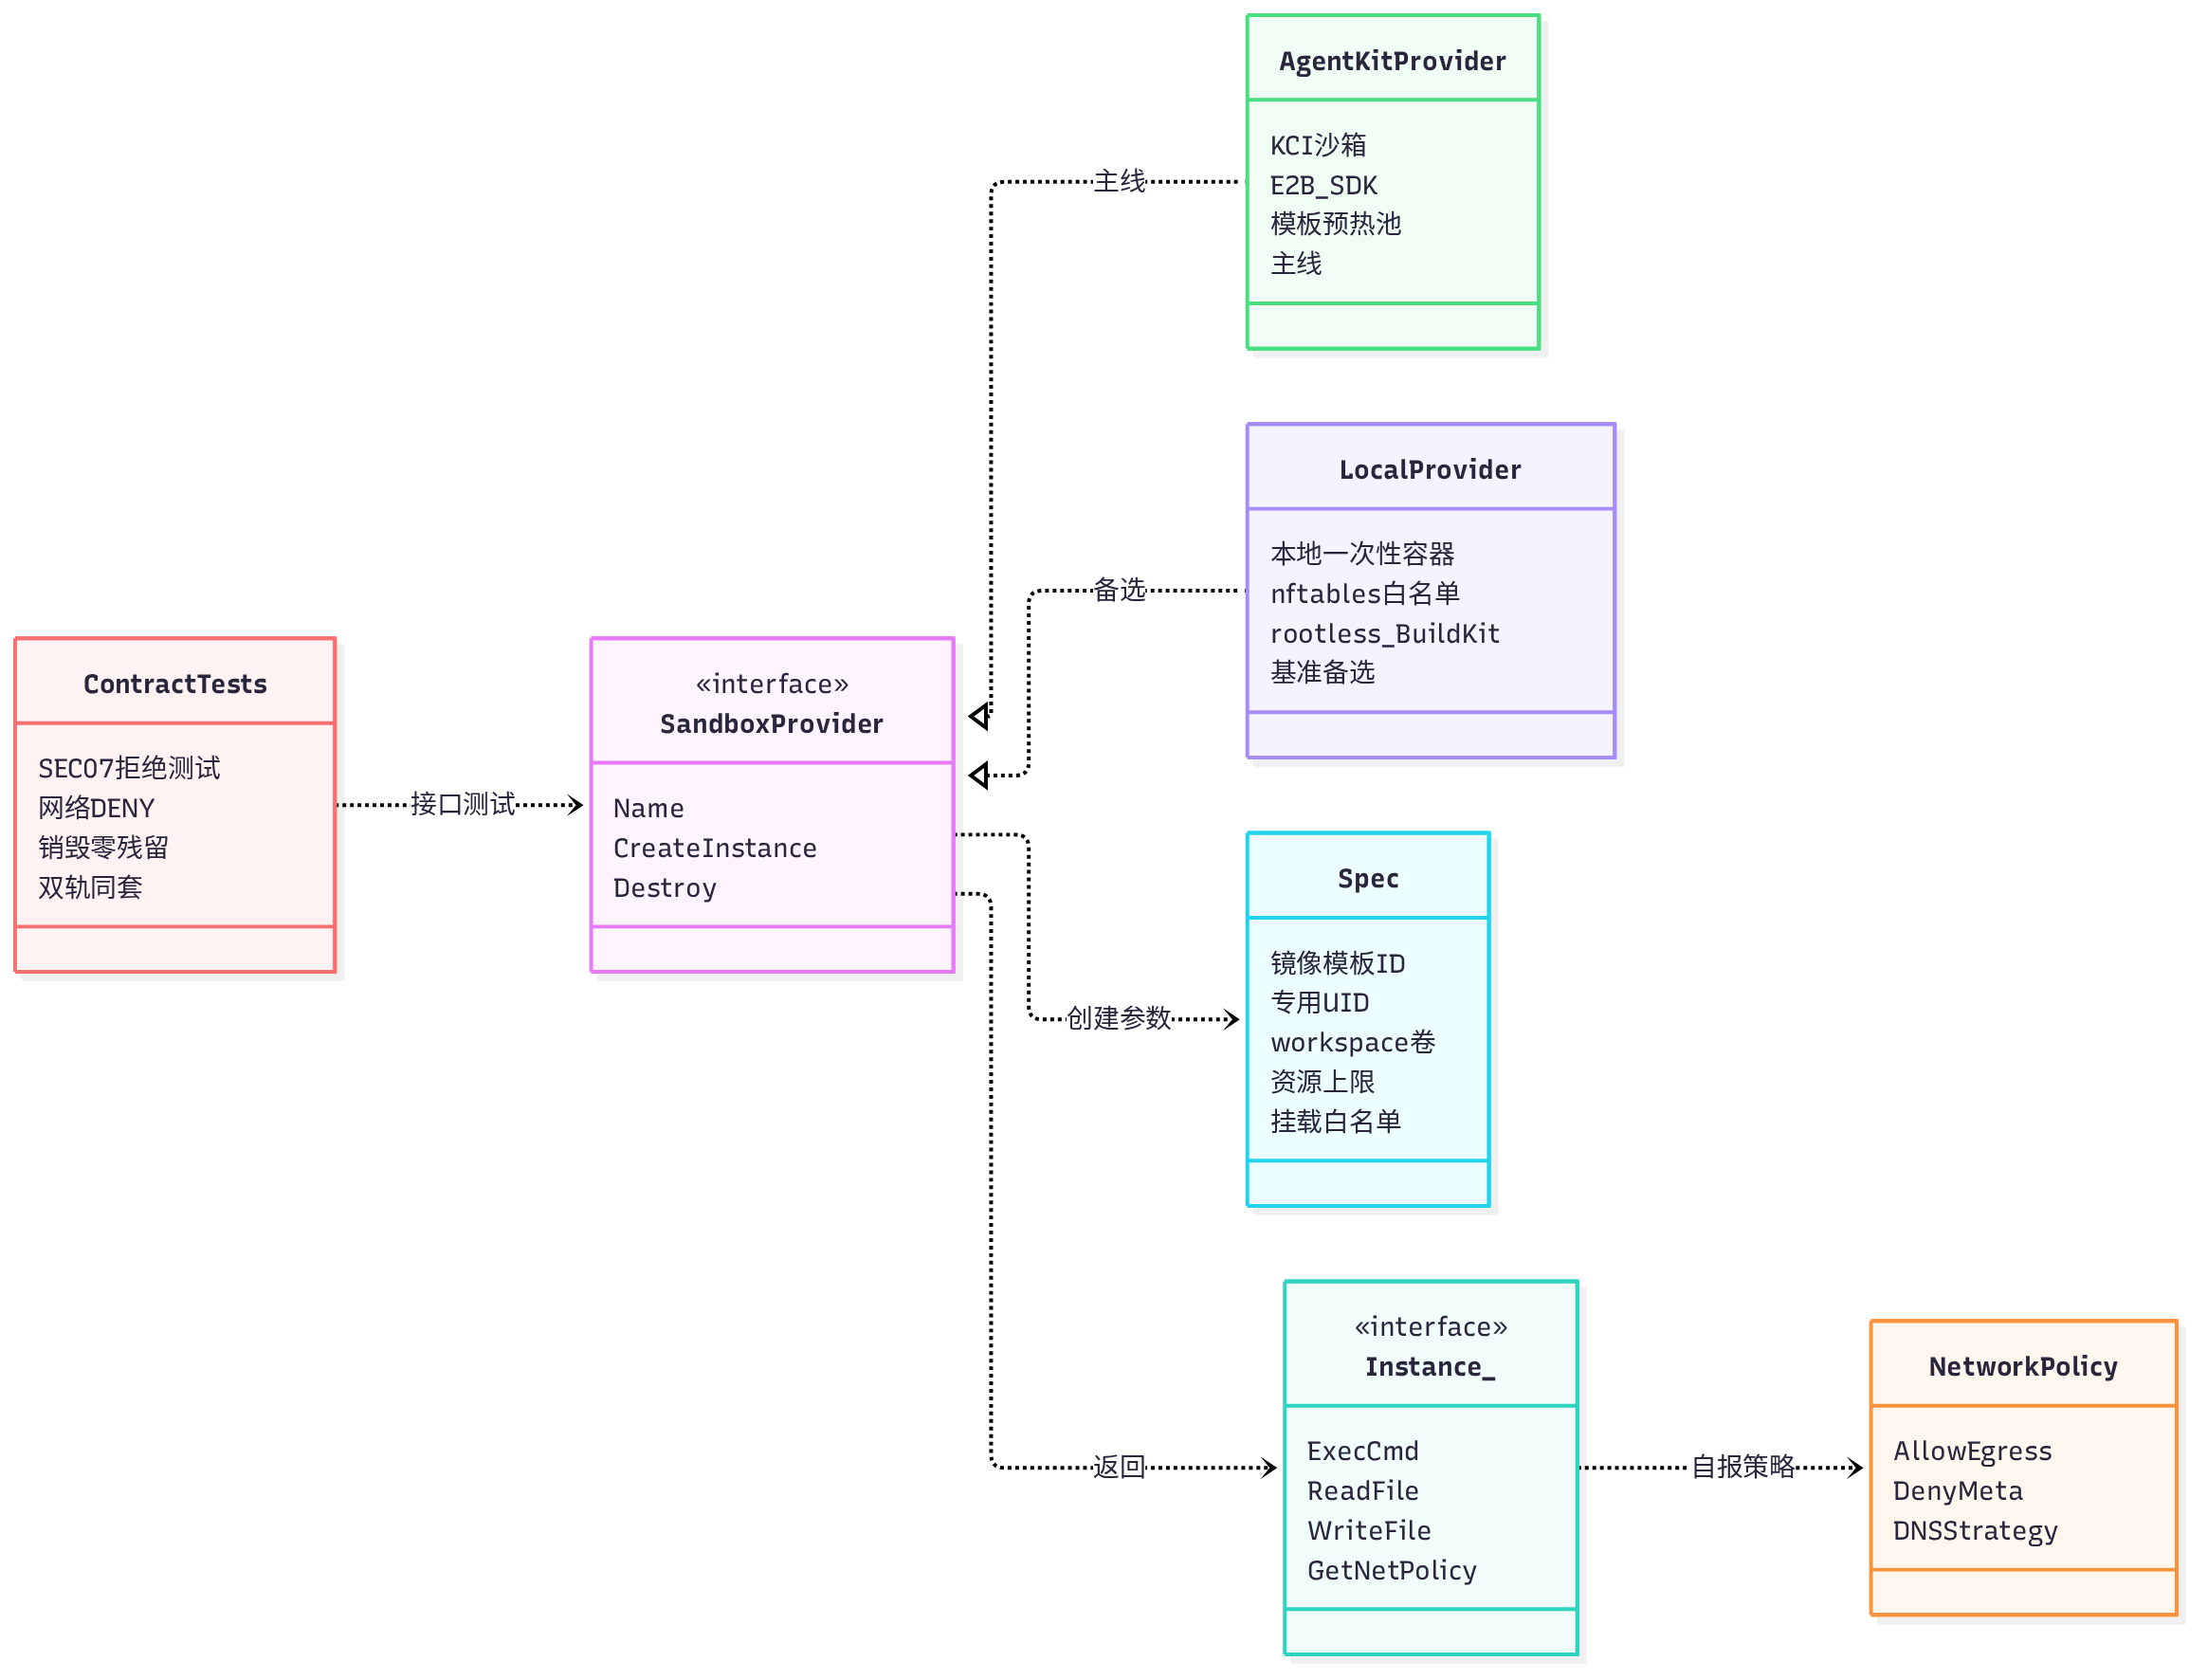 AgentKitProvider
KCI沙箱
E2B_SDK
模板预热池
主线
主线
LocalProvider
本地一次性容器
nftables白名单
rootless_BuildKit
基准备选
备选
ContractTests
SEC07拒绝测试
网络DENY
销毁零残留
双轨同套
接口测试
«interface»
SandboxProvider
Name
CreateInstance
Destroy
创建参数
Spec
镜像模板ID
专用UID
workspace卷
资源上限
挂载白名单
返回
«interface»
Instance_
ExecCmd
ReadFile
WriteFile
GetNetPolicy
自报策略
NetworkPolicy
AllowEgress
DenyMeta
DNSStrategy